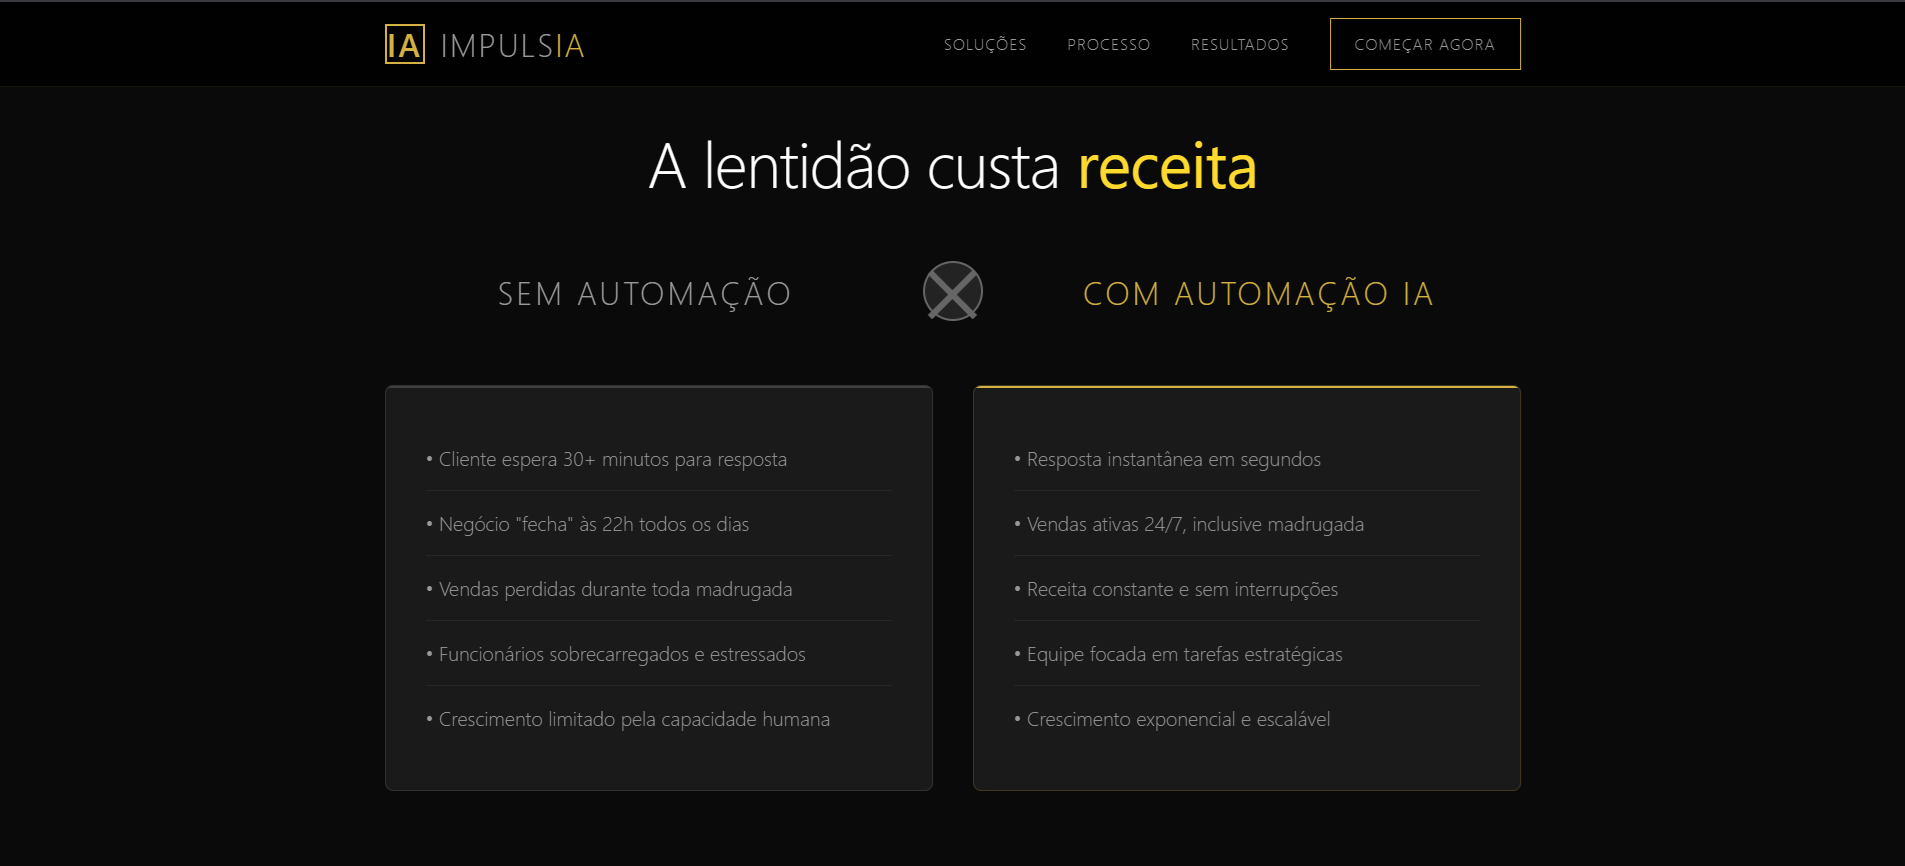 IA IMPULSIA
SOLUÇÕES PROCESSO RESULTADOS COMEÇAR AGORA
A lentidão custa receita
SEM AUTOMAÇÃO
COM AUTOMAÇÃO IA
• Cliente espera 30+ minutos para resposta
• Negócio "fecha" às 22h todos os dias
• Vendas perdidas durante toda madrugada
• Funcionários sobrecarregados e estressados
• Crescimento limitado pela capacidade humana
• Resposta instantânea em segundos
• Vendas ativas 24/7, inclusive madrugada
• Receita constante e sem interrupções
• Equipe focada em tarefas estratégicas
• Crescimento exponencial e escalável